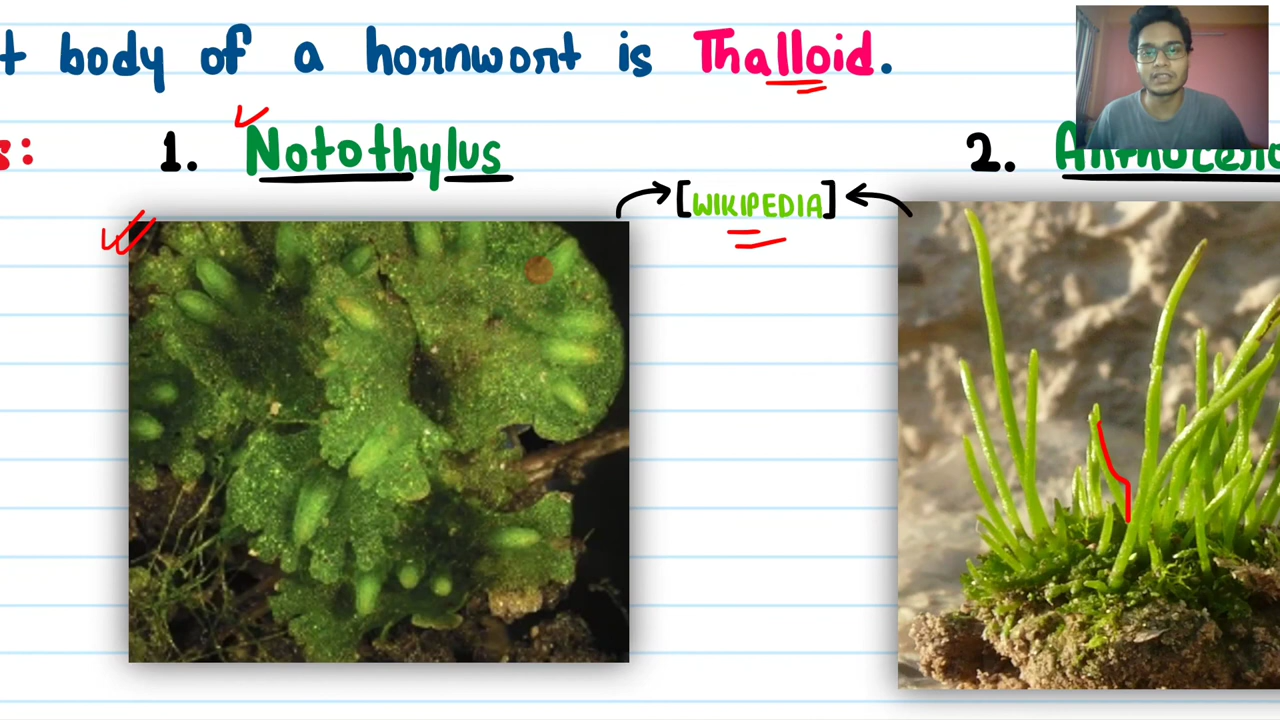 t body of a hornwort is Thalloid.
s: 1. Notothylus 2.
[WIKIPEDIA]